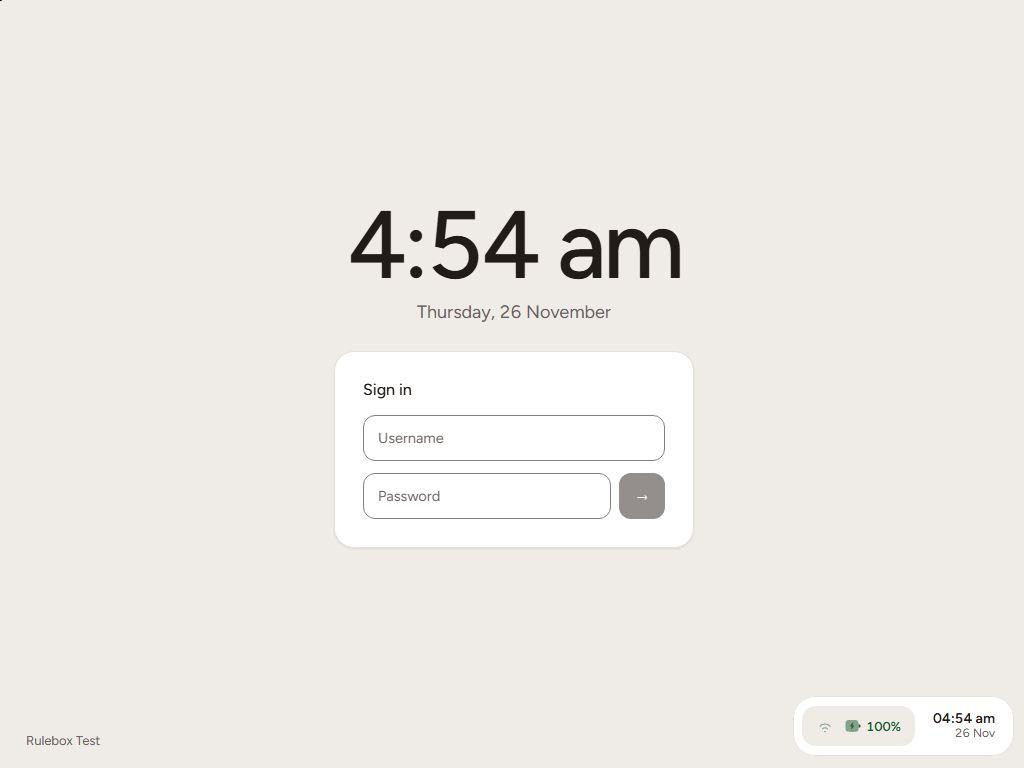 4:54 am
Thursday, 26 November
Sign in
Username
Password
→
Rulebox Test
100%
04:54 am
26 Nov